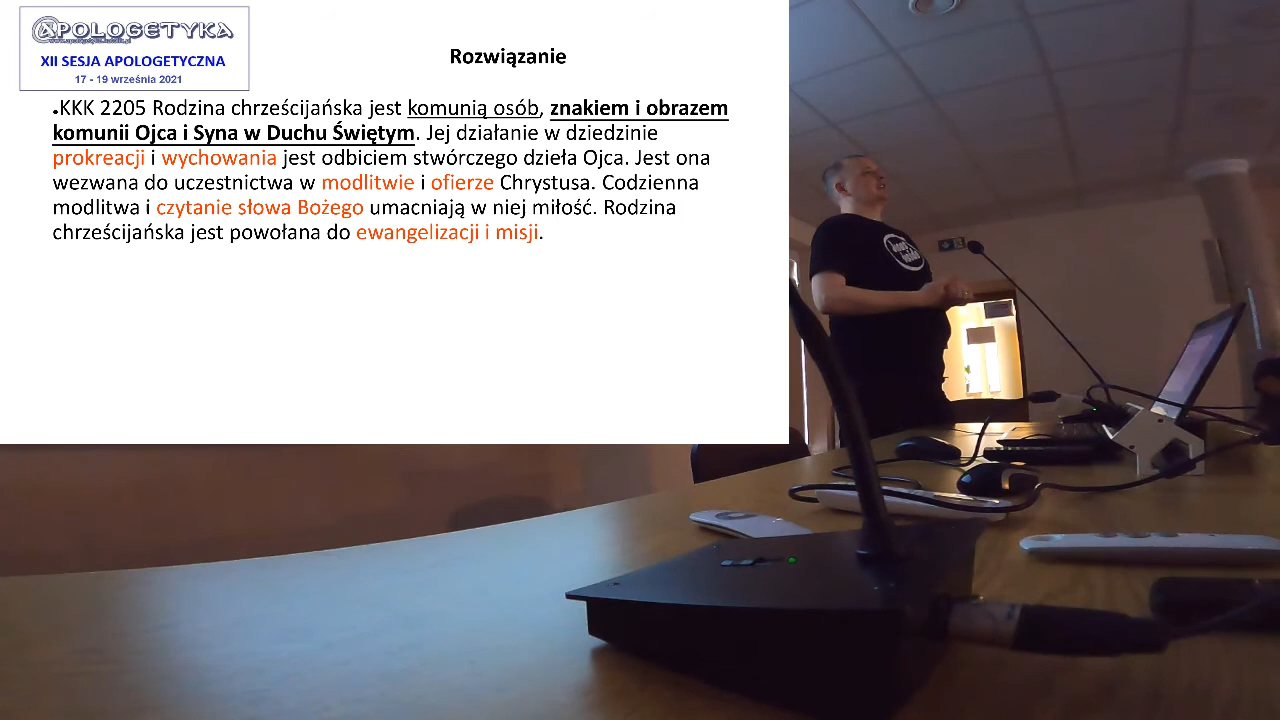 APOLOGETYKA
XII SESJA APOLOGETYCZNA
17 - 19 września 2021
Rozwiązanie
•KKK 2205 Rodzina chrześcijańska jest komunią osób, znakiem i obrazem
komunii Ojca i Syna w Duchu Świętym. Jej działanie w dziedzinie
prokreacji i wychowania jest odbiciem stwórczego dzieła Ojca. Jest ona
wezwana do uczestnictwa w modlitwie i ofierze Chrystusa. Codzienna
modlitwa i czytanie słowa Bożego umacniają w niej miłość. Rodzina
chrześcijańska jest powołana do ewangelizacji i misji.